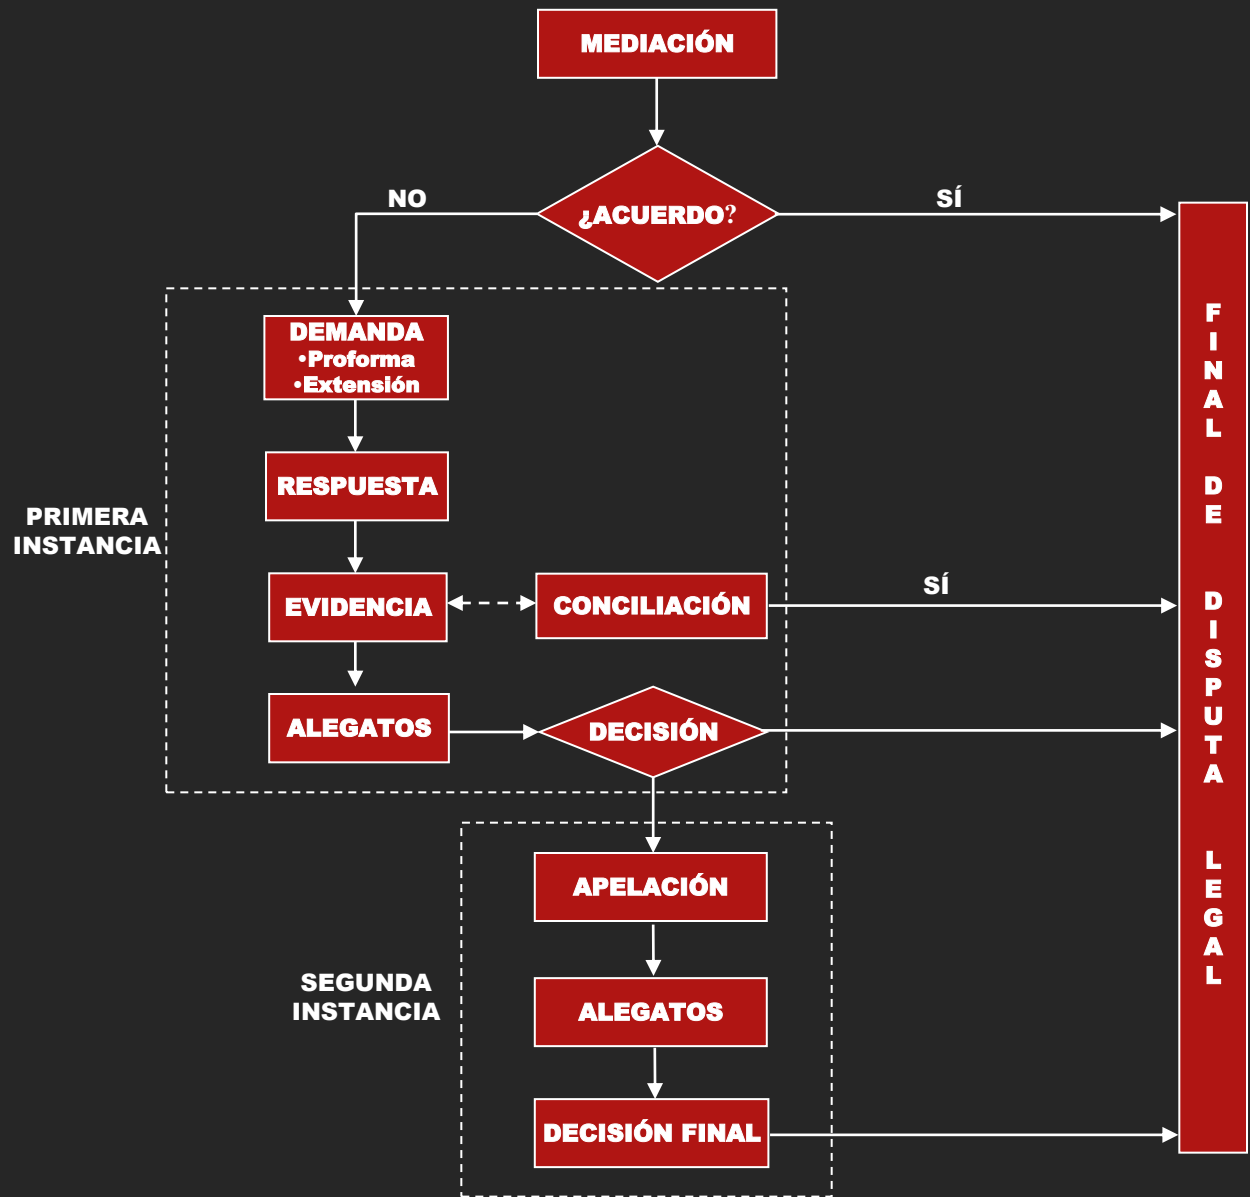 MEDIACIÓN
¿ACUERDO?
NO
SÍ
DEMANDA
•Proforma
•Extensión
RESPUESTA
PRIMERA
INSTANCIA
EVIDENCIA
CONCILIACIÓN
SÍ
ALEGATOS
DECISIÓN
APELACIÓN
SEGUNDA
INSTANCIA
ALEGATOS
DECISIÓN FINAL
FINAL DE DISPUTA LEGAL